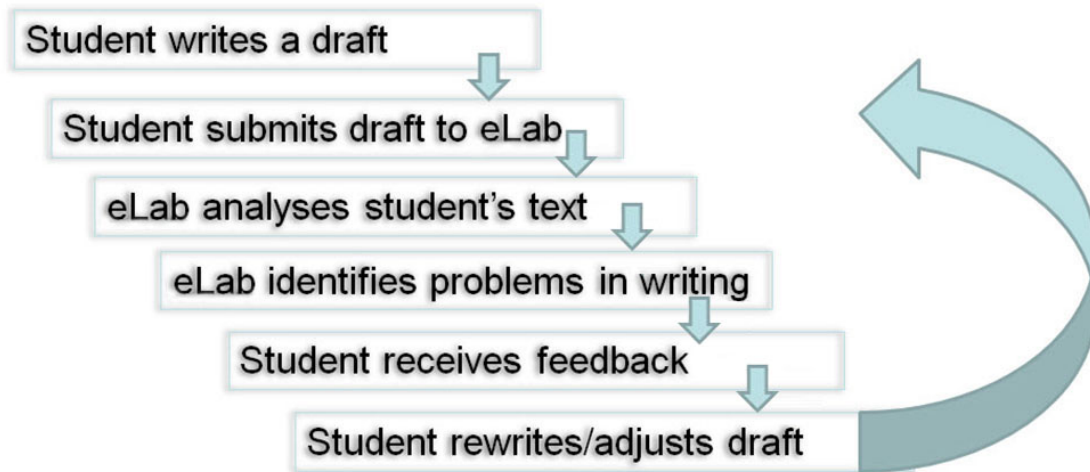 Student writes a draft
Student submits draft to eLab
eLab analyses student’s text
eLab identifies problems in writing
Student receives feedback
Student rewrites/adjusts draft